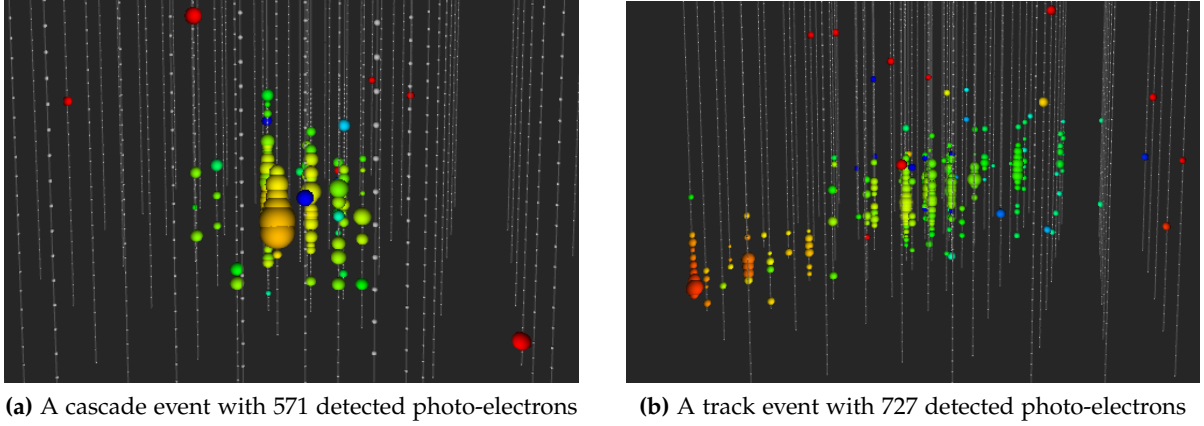 (a) A cascade event with 571 detected photo-electrons
(b) A track event with 727 detected photo-electrons